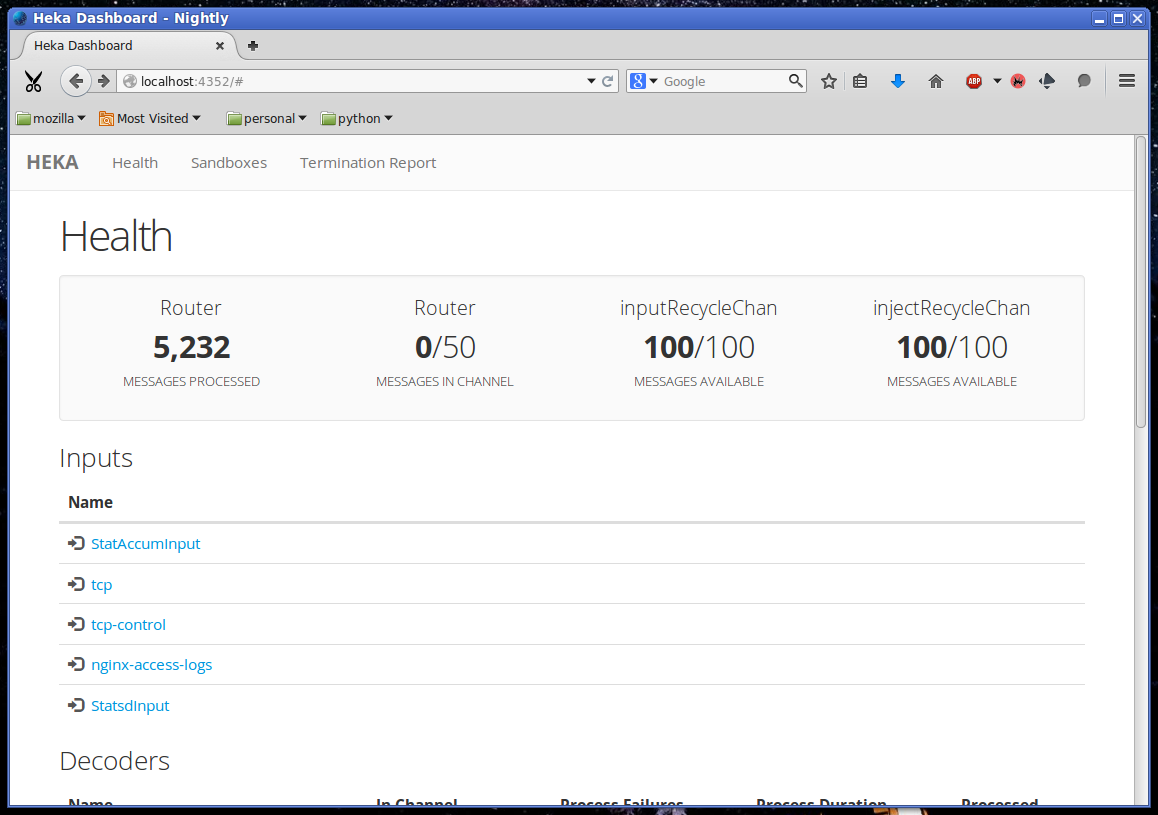 Heka Dashboard - Nightly
Heka Dashboard
localhost:4352/#
8 Google
ABP
mozilla Most Visited personal python
HEKA Health Sandboxes Termination Report
Health
Router Router inputRecycleChan injectRecycleChan
5,232 0/50 100/100 100/100
MESSAGES PROCESSED MESSAGES IN CHANNEL MESSAGES AVAILABLE MESSAGES AVAILABLE
Inputs
Name
StatAccumInput
tcp
tcp-control
nginx-access-logs
StatsdInput
Decoders
Name In Channel Process Failures Process Duration Processed